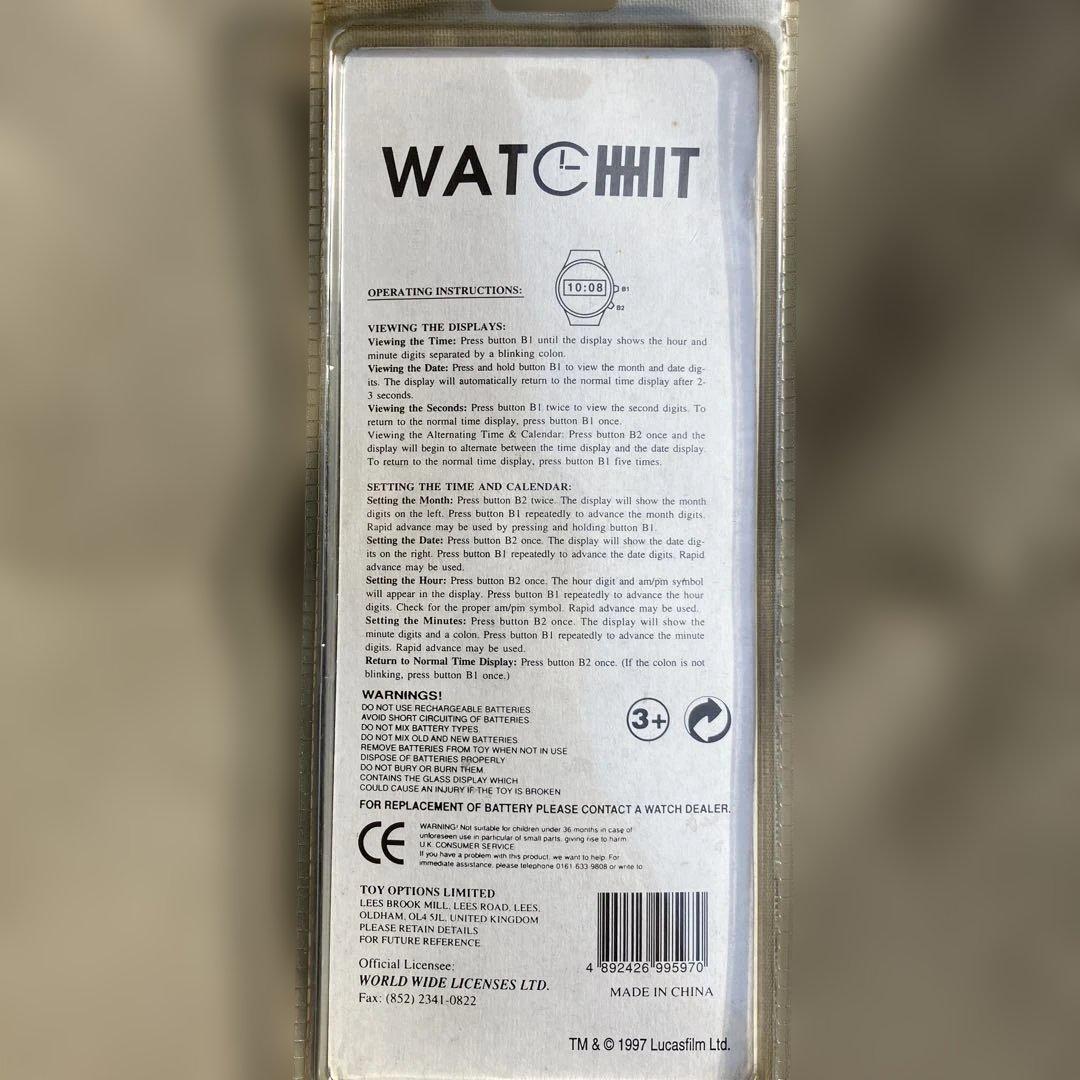 WATCHHIT
10:08
B1
B2
OPERATING INSTRUCTIONS:
VIEWING THE DISPLAYS:
Viewing the Time: Press button B1 until the display shows the hour and
minute digits separated by a blinking colon.
Viewing the Date: Press and hold button B1 to view the month and date dig-
its. The display will automatically return to the normal time display after 2-
3 seconds.
Viewing the Seconds: Press button B1 twice to view the second digits. To
return to the normal time display, press button B1 once.
Viewing the Alternating Time & Calendar: Press button B2 once and the
display will begin to alternate between the time display and the date display.
To return to the normal time display, press button B1 five times.
SETTING THE TIME AND CALENDAR:
Setting the Month: Press button B2 twice. The display will show the month
digits on the left. Press button B1 repeatedly to advance the month digits.
Rapid advance may be used by pressing and holding button B1.
Setting the Date: Press button B2 once. The display will show the date dig-
its on the right. Press button B1 repeatedly to advance the date digits. Rapid
advance may be used.
Setting the Hour: Press button B2 once. The hour digit and am/pm symbol
will appear in the display. Press button B1 repeatedly to advance the hour
digits. Check for the proper am/pm symbol. Rapid advance may be used.
Setting the Minutes: Press button B2 once. The display will show the
minute digits and a colon. Press button B1 repeatedly to advance the minute
digits. Rapid advance may be used.
Return to Normal Time Display: Press button B2 once. (If the colon is not
blinking, press button B1 once.)
WARNINGS!
DO NOT USE RECHARGEABLE BATTERIES
AVOID SHORT CIRCUITING OF BATTERIES
DO NOT MIX BATTERY TYPES
DO NOT MIX OLD AND NEW BATTERIES
REMOVE BATTERIES FROM TOY WHEN NOT IN USE
DISPOSE OF BATTERIES PROPERLY
DO NOT BURY OR BURN THEM
CONTAINS THE GLASS DISPLAY WHICH
COULD CAUSE AN INJURY IF THE TOY IS BROKEN
3+
FOR REPLACEMENT OF BATTERY PLEASE CONTACT A WATCH DEALER.
CE
WARNING! Not suitable for children under 36 months in case of
unforeseen use in particular of small parts, giving rise to harm
U.K. CONSUMER SERVICE
If you have a problem with this product, we want to help. For
immediate assistance, please telephone 0161 633 9808 or write to
TOY OPTIONS LIMITED
LEES BROOK MILL, LEES ROAD, LEES,
OLDHAM, OL4 5JL, UNITED KINGDOM
PLEASE RETAIN DETAILS
FOR FUTURE REFERENCE
Official Licensee:
WORLD WIDE LICENSES LTD.
Fax: (852) 2341-0822
4 892426 995970
MADE IN CHINA
TM & © 1997 Lucasfilm Ltd.